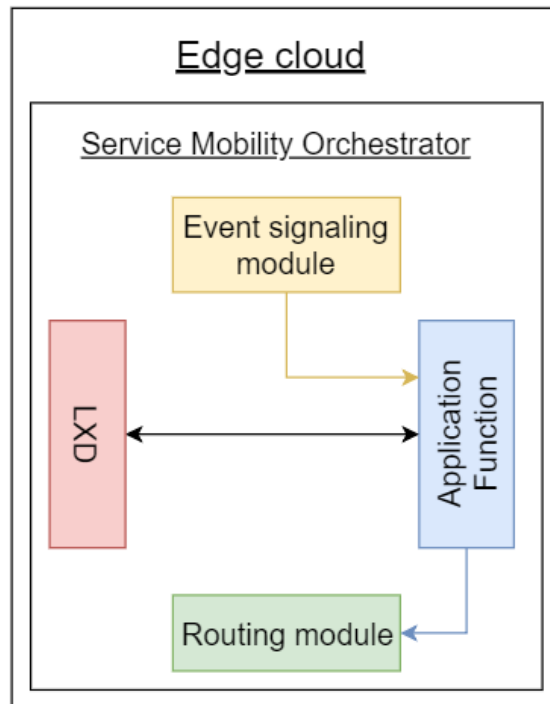 Edge cloud
Service Mobility Orchestrator
Event signaling
module
LXD
Application
Function
Routing module